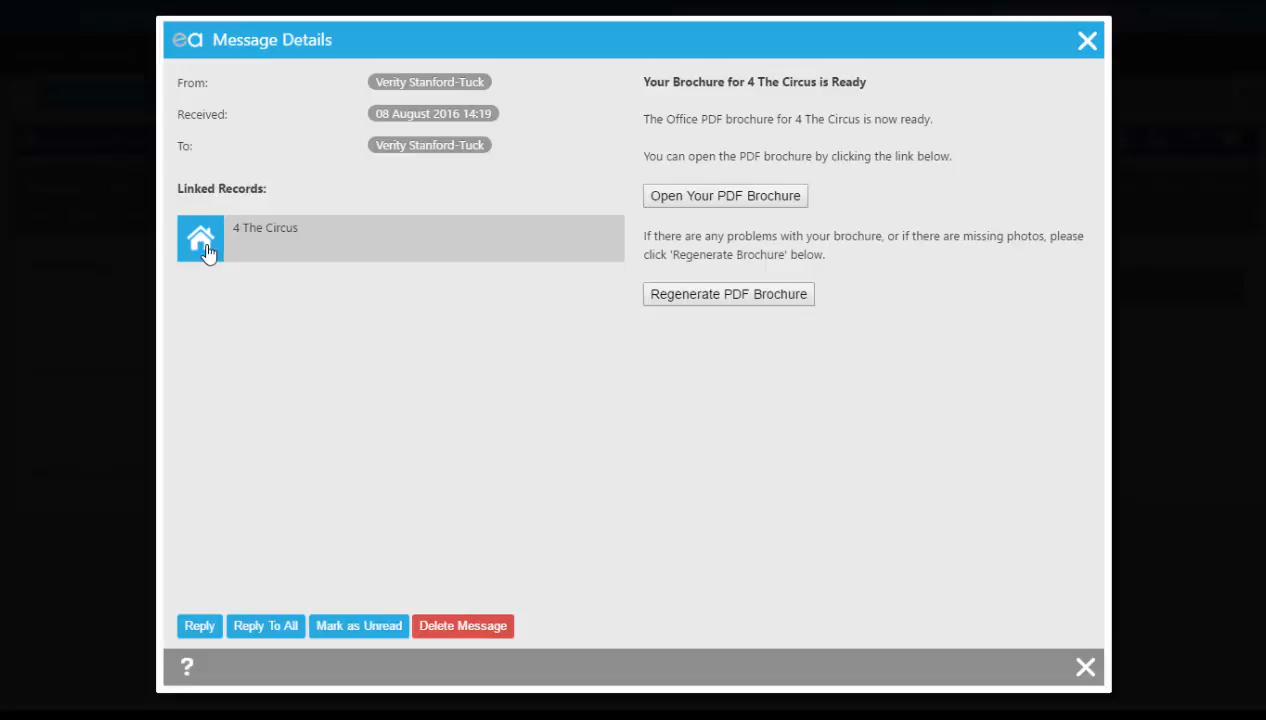 ea Message Details
From: Verity Stanford-Tuck
Received: 08 August 2016 14:19
To: Verity Stanford-Tuck
Linked Records:
4 The Circus
Your Brochure for 4 The Circus is Ready
The Office PDF brochure for 4 The Circus is now ready.
You can open the PDF brochure by clicking the link below.
Open Your PDF Brochure
If there are any problems with your brochure, or if there are missing photos, please
click 'Regenerate Brochure' below.
Regenerate PDF Brochure
Reply Reply To All Mark as Unread Delete Message
?